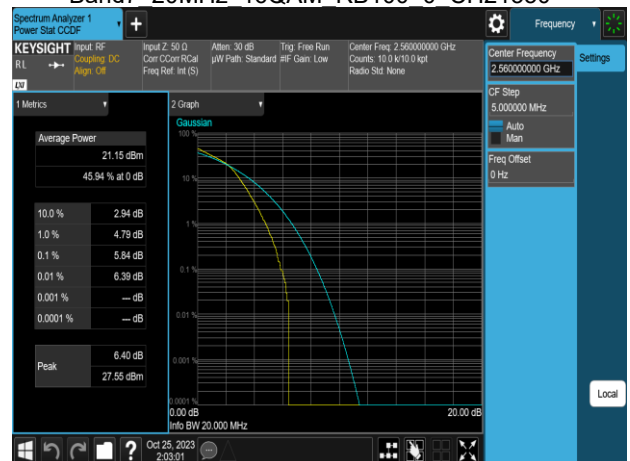 Spectrum Analyzer 1
Power Stat CCDF
Frequency
KEYSIGHT
RL
LXI
Input: RF
Coupling: DC
Align: Off
Input Z: 50 Ω
Corr CCorr RCal
Freq Ref: Int (S)
Atten: 30 dB
µW Path: Standard
Trig: Free Run
#IF Gain: Low
Center Freq: 2.560000000 GHz
Counts: 10.0 k/10.0 kpt
Radio Std: None
Center Frequency
2.560000000 GHz
Settings
CF Step
5.000000 MHz
Auto
Man
Freq Offset
0 Hz
1 Metrics
Average Power
21.15 dBm
45.94 % at 0 dB
10.0 % 2.94 dB
1.0 % 4.79 dB
0.1 % 5.84 dB
0.01 % 6.39 dB
0.001 % --- dB
0.0001 % --- dB
Peak
6.40 dB
27.55 dBm
2 Graph
Gaussian
100 %
10 %
1 %
0.1 %
0.01 %
0.001 %
0.0001 %
0.00 dB
20.00 dB
Info BW 20.000 MHz
Local
?
Oct 25, 2023
2:03:01